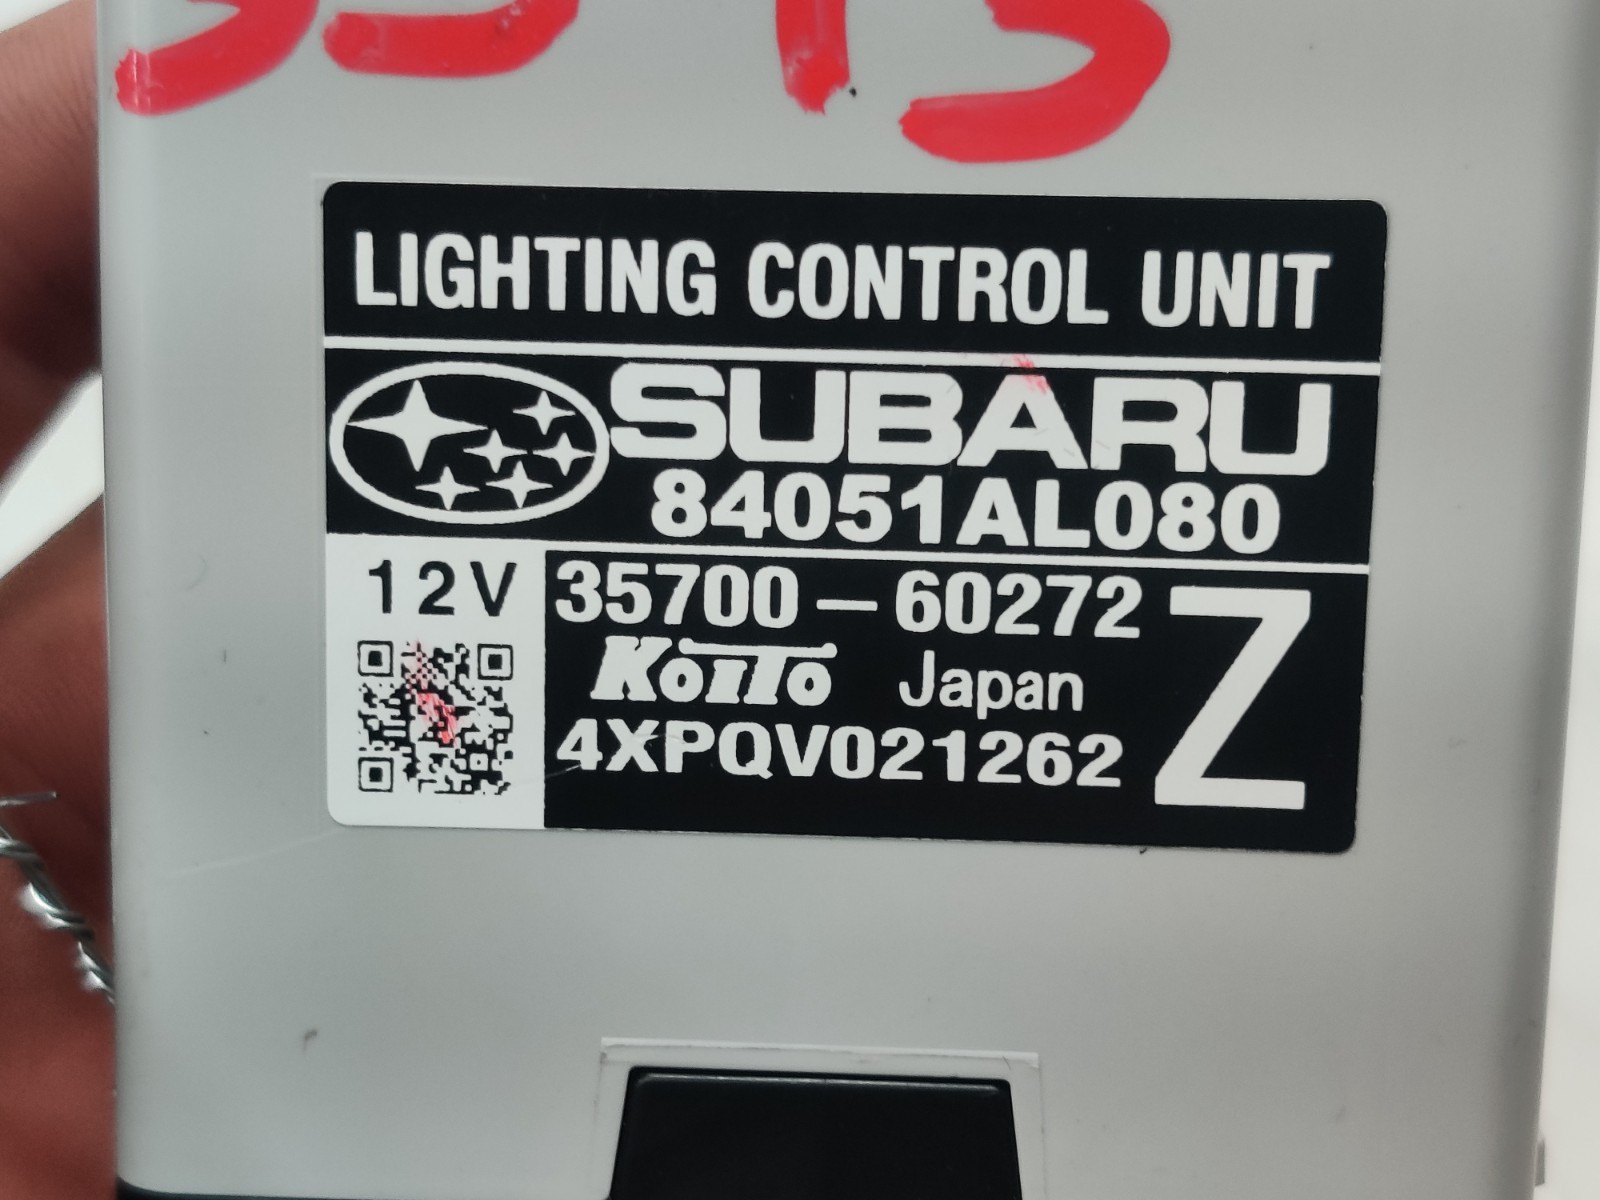 LIGHTING CONTROL UNIT
SUBARU
84051AL080
12V
35700-60272
Z
KOITO Japan
4XPQV021262